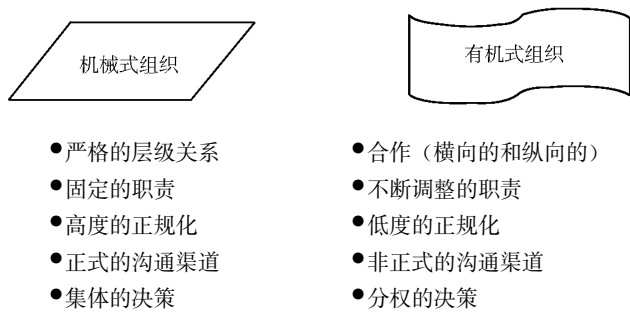 机械式组织
有机式组织
●严格的层级关系
●固定的职责
●高度的正规化
●正式的沟通渠道
●集体的决策
●合作（横向的和纵向的）
●不断调整的职责
●低度的正规化
●非正式的沟通渠道
●分权的决策